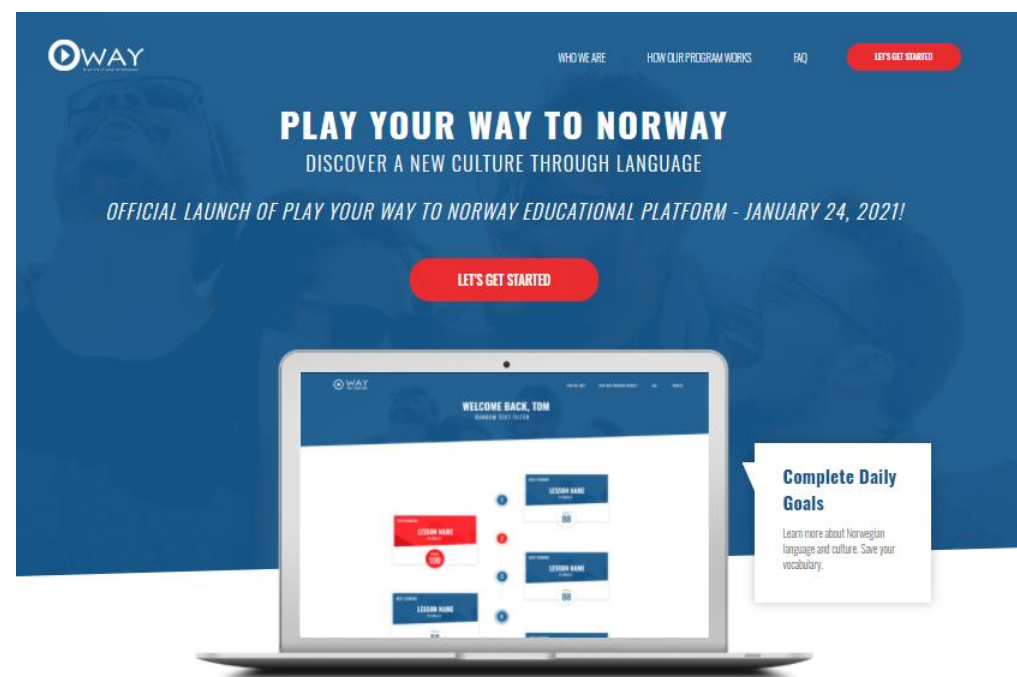 WAY
WHO WE ARE
HOW OUR PROGRAM WORKS
FAQ
LET'S GET STARTED
PLAY YOUR WAY TO NORWAY
DISCOVER A NEW CULTURE THROUGH LANGUAGE
OFFICIAL LAUNCH OF PLAY YOUR WAY TO NORWAY EDUCATIONAL PLATFORM - JANUARY 24, 2021!
LET'S GET STARTED
WAY
WELCOME BACK, TOM
RANDOM TEXT FILTER
LESSON NAME
88
LESSON NAME
100
LESSON NAME
88
LESSON NAME
Complete Daily
Goals
Learn more about Norwegian
language and culture. Save your
vocabulary.